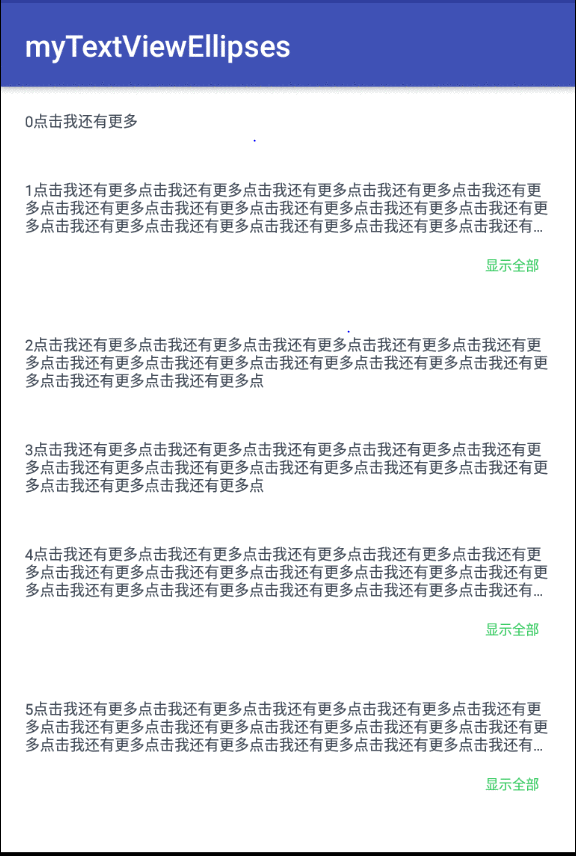 myTextViewEllipses
0点击我还有更多
1点击我还有更多点击我还有更多点击我还有更多点击我还有更多点击我还有更
多点击我还有更多点击我还有更多点击我还有更多点击我还有更多点击我还有更
多点击我还有更多点击我还有更多点击我还有更多点击我还有更多点击我还有...
显示全部
2点击我还有更多点击我还有更多点击我还有更多点击我还有更多点击我还有更
多点击我还有更多点击我还有更多点击我还有更多点击我还有更多点击我还有更
多点击我还有更多点击我还有更多点
3点击我还有更多点击我还有更多点击我还有更多点击我还有更多点击我还有更
多点击我还有更多点击我还有更多点击我还有更多点击我还有更多点击我还有更
多点击我还有更多点击我还有更多点
4点击我还有更多点击我还有更多点击我还有更多点击我还有更多点击我还有更
多点击我还有更多点击我还有更多点击我还有更多点击我还有更多点击我还有更
多点击我还有更多点击我还有更多点击我还有更多点击我还有更多点击我还有...
显示全部
5点击我还有更多点击我还有更多点击我还有更多点击我还有更多点击我还有更
多点击我还有更多点击我还有更多点击我还有更多点击我还有更多点击我还有更
多点击我还有更多点击我还有更多点击我还有更多点击我还有更多点击我还有...
显示全部